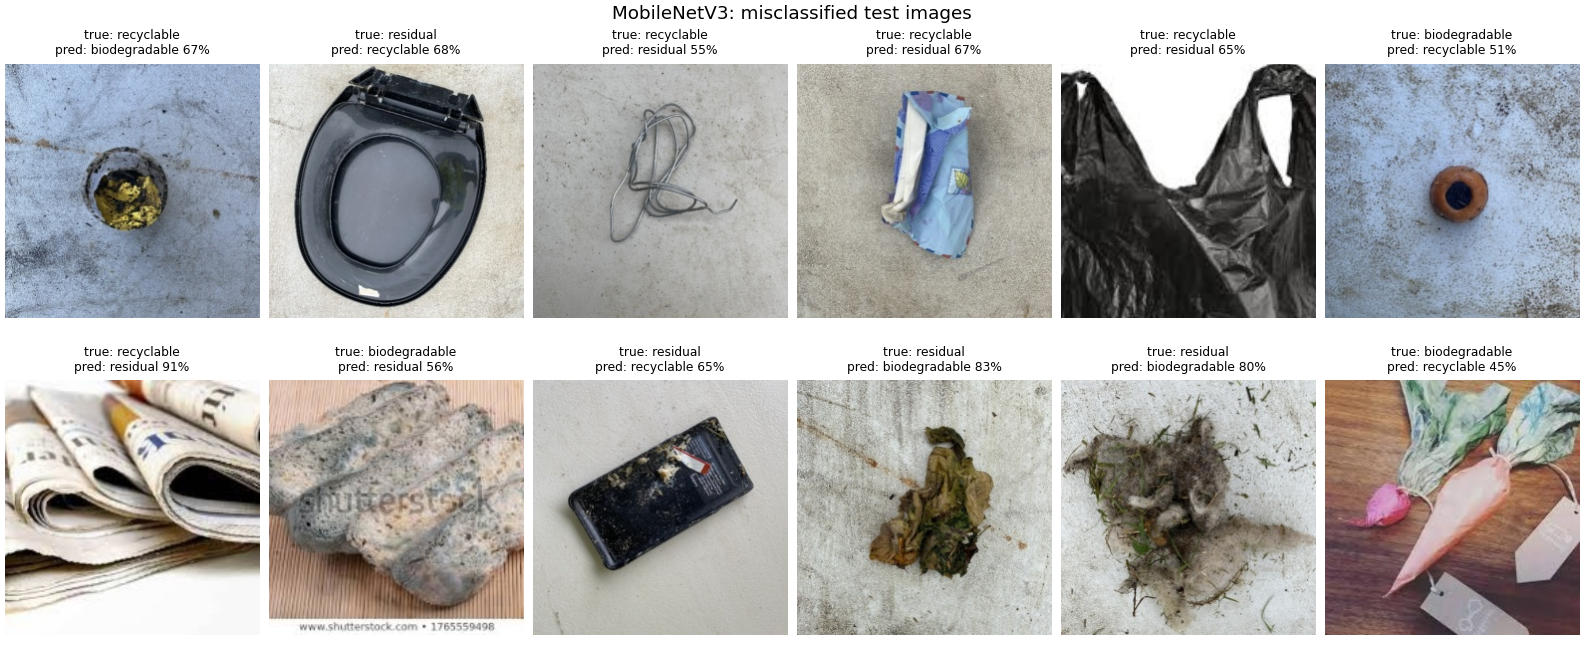 MobileNetV3: misclassified test images
true: recyclable
pred: biodegradable 67%
true: residual
pred: recyclable 68%
true: recyclable
pred: residual 55%
true: recyclable
pred: residual 67%
true: recyclable
pred: residual 65%
true: biodegradable
pred: recyclable 51%
true: recyclable
pred: residual 91%
true: biodegradable
pred: residual 56%
shutterstock
www.shutterstock.com • 1765559498
true: residual
pred: recyclable 65%
true: residual
pred: biodegradable 83%
true: residual
pred: biodegradable 80%
true: biodegradable
pred: recyclable 45%